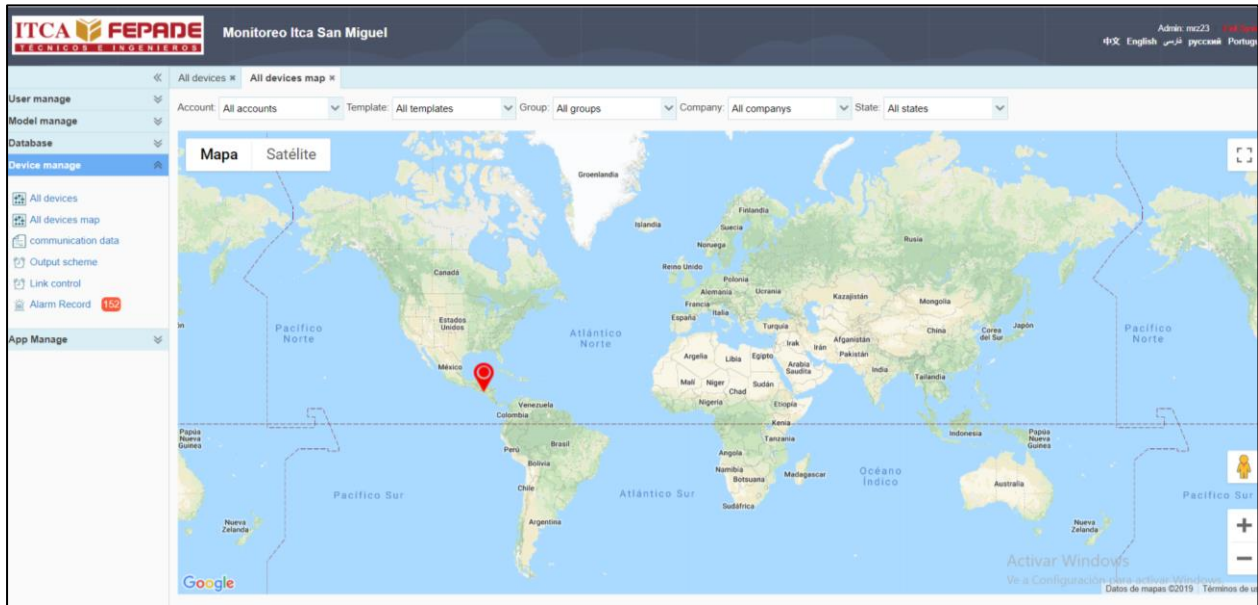 ITCA FEPADE
TÉCNICOS E INGENIEROS
Monitoreo Itca San Miguel
Admin: mrz23
中文 English فارسی русский Portugu
All devices × All devices map ×
User manage
Model manage
Database
Device manage
All devices
All devices map
communication data
Output scheme
Link control
Alarm Record 152
App Manage
Account: All accounts Template: All templates Group: All groups Company: All companys State: All states
Mapa Satélite
Groenlandia
Islandia
Finlandia
Suecia
Noruega
Rusia
Canadá
Reino Unido
Polonia
Alemania
Ucrania
Francia
Kazajistán
Mongolia
España
Italia
Estados
Unidos
Pacífico
Norte
Atlántico
Norte
Turquía
China
Corea
del Sur
Japón
Pacífico
Norte
Irak
Irán
Afganistán
Pakistán
Argelia
Libia
Egipto
Arabia
Saudita
India
México
Malí
Níger
Chad
Sudán
Tailandia
Nigeria
Etiopía
Venezuela
Colombia
Kenia
Papúa
Nueva
Guinea
Indonesia
Papúa
Nueva
Guinea
Tanzania
Perú
Brasil
Angola
Bolivia
Namibia
Botsuana
Madagascar
Océano
Índico
Chile
Australia
Pacífico Sur
Atlántico Sur
Pacífico Sur
Sudáfrica
Nueva
Zelanda
Argentina
Nueva
Zelanda
Activar Windows
Ve a Configuración para activar Windows.
Google
Datos de mapas ©2019 Términos de us